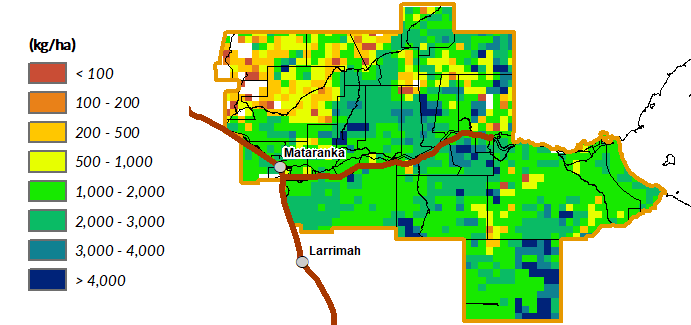 (kg/ha)
< 100
100 - 200
200 - 500
500 - 1,000
1,000 - 2,000
2,000 - 3,000
3,000 - 4,000
> 4,000
Mataranka
Larrimah